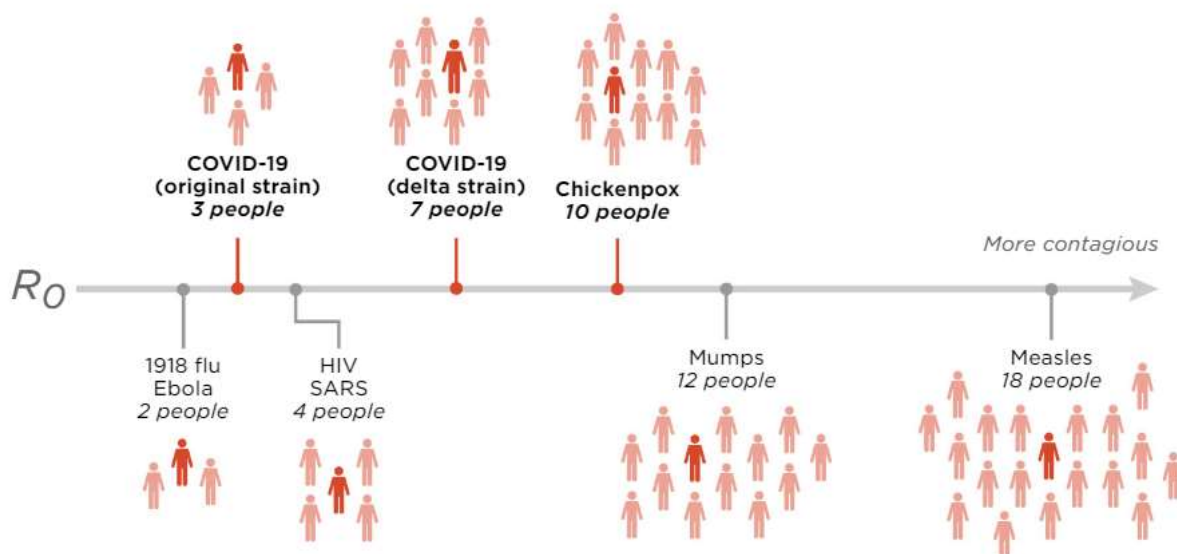 COVID-19
(original strain)
3 people
COVID-19
(delta strain)
7 people
Chickenpox
10 people
More contagious
R0
1918 flu
Ebola
2 people
HIV
SARS
4 people
Mumps
12 people
Measles
18 people